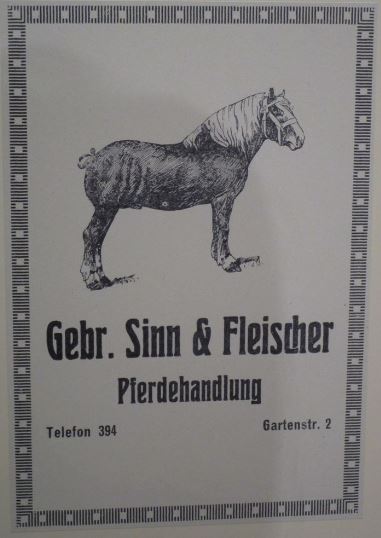 Gebr. Sinn & Fleischer
Pferdehandlung
Telefon 394 Gartenstr. 2